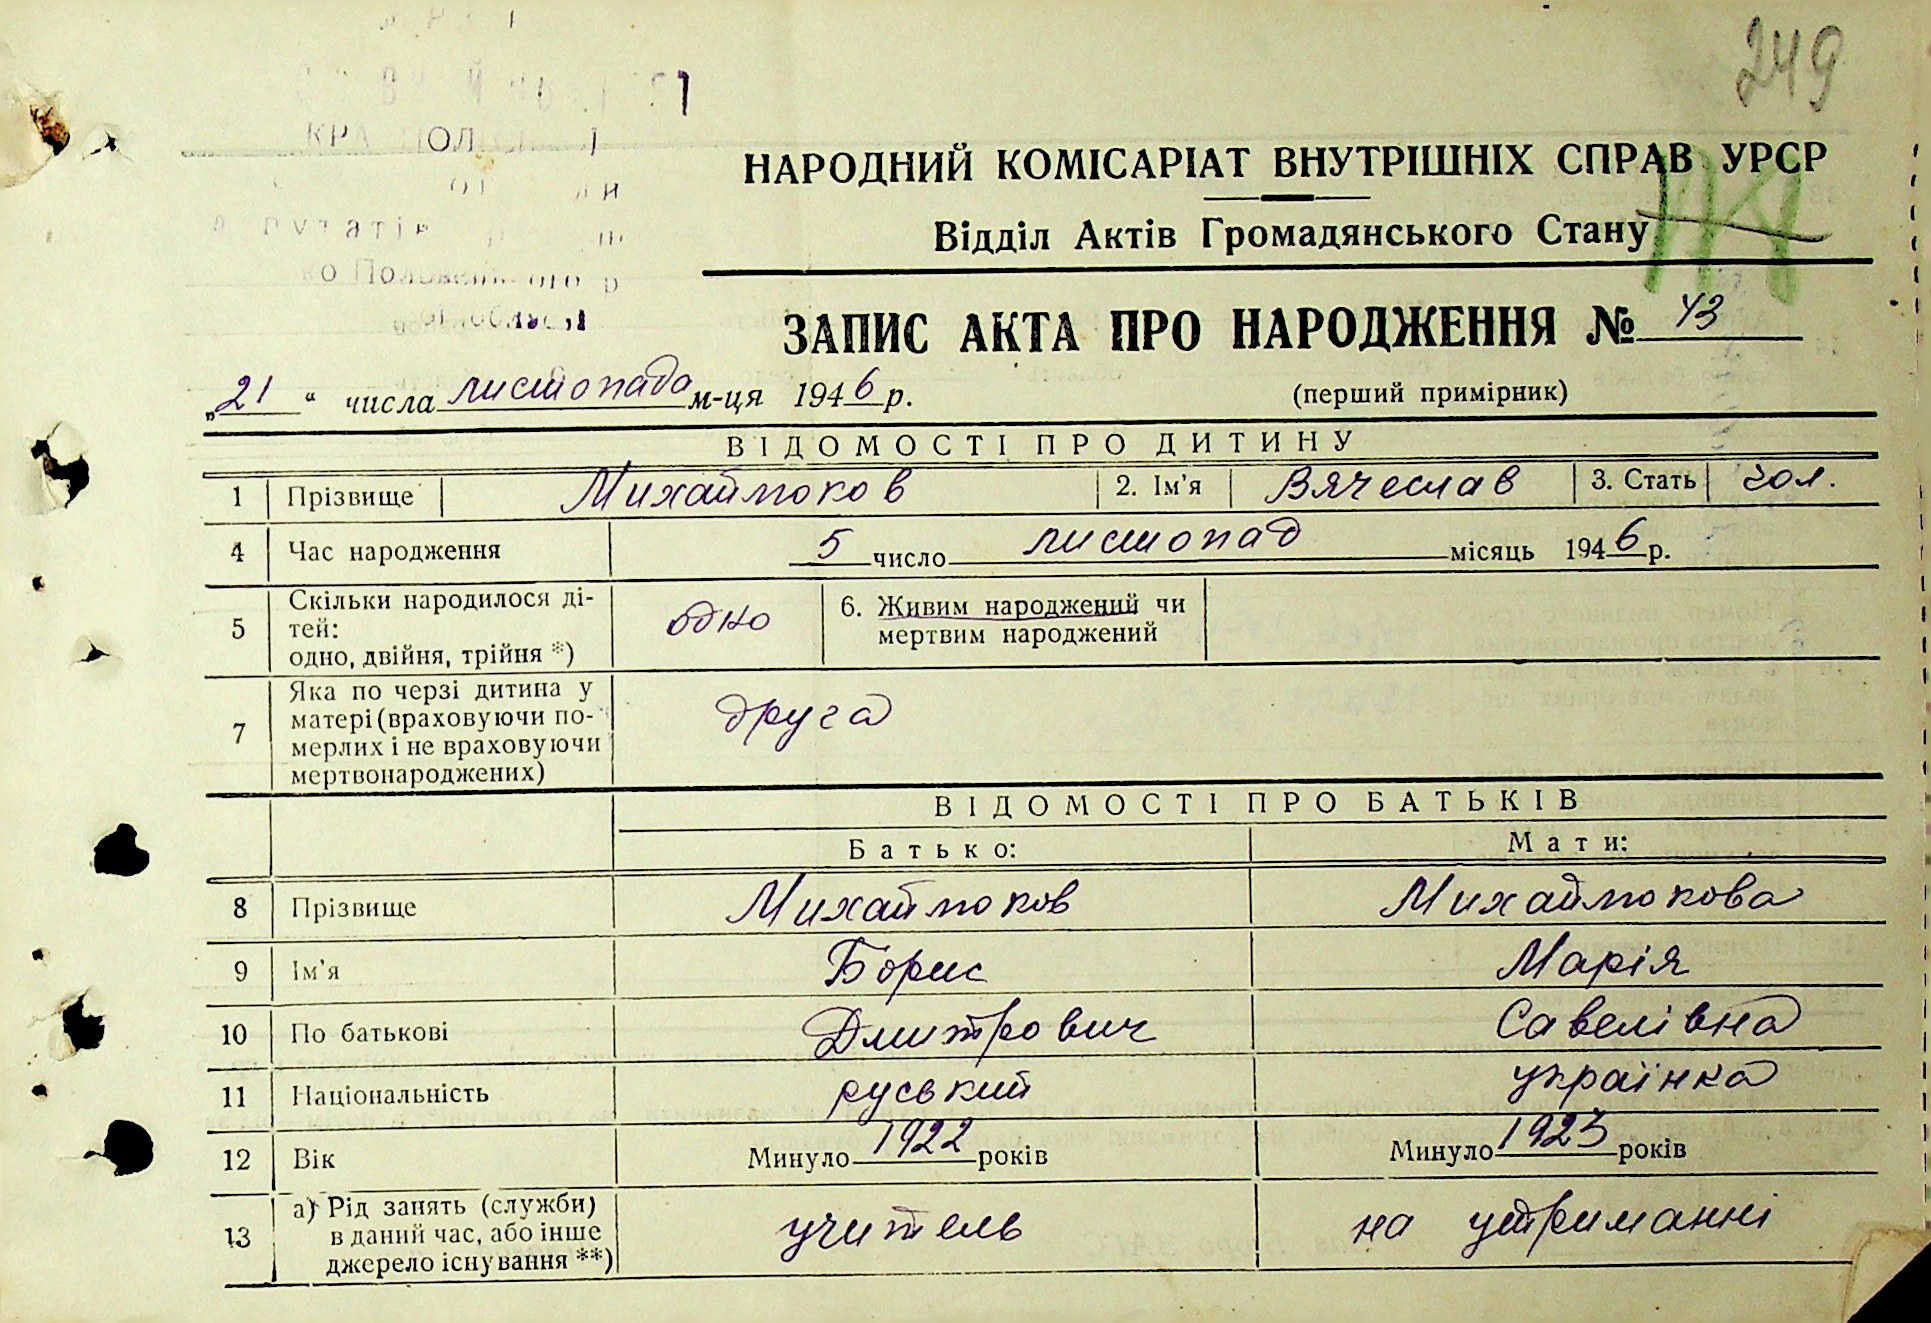 249
НАРОДНИЙ КОМІСАРІАТ ВНУТРІШНІХ СПРАВ УРСР
Відділ Актів Громадянського Стану
ЗАПИС АКТА ПРО НАРОДЖЕННЯ № 43
„21“ числа листопада м-ця 1946 р. (перший примірник)
ВІДОМОСТІ ПРО ДИТИНУ
1 Прізвище Михайлюков 2. Ім'я Вячеслав 3. Стать чол.
4 Час народження 5 число листопад місяць 1946 р.
5 Скільки народилося ді-
тей:
одно, двійня, трійня *) одно 6. Живим народжений чи
мертвим народжений
7 Яка по черзі дитина у
матері (враховуючи по-
мерлих і не враховуючи
мертвонароджених) друга
ВІДОМОСТІ ПРО БАТЬКІВ
Батько: Мати:
8 Прізвище Михайлюков Михайлюкова
9 Ім'я Борис Марія
10 По батькові Дмитрович Савелівна
11 Національність руський українка
12 Вік Минуло 1922 років Минуло 1923 років
13 а) Рід занять (служби)
в даний час, або інше
джерело існування **) учитель на утриманні